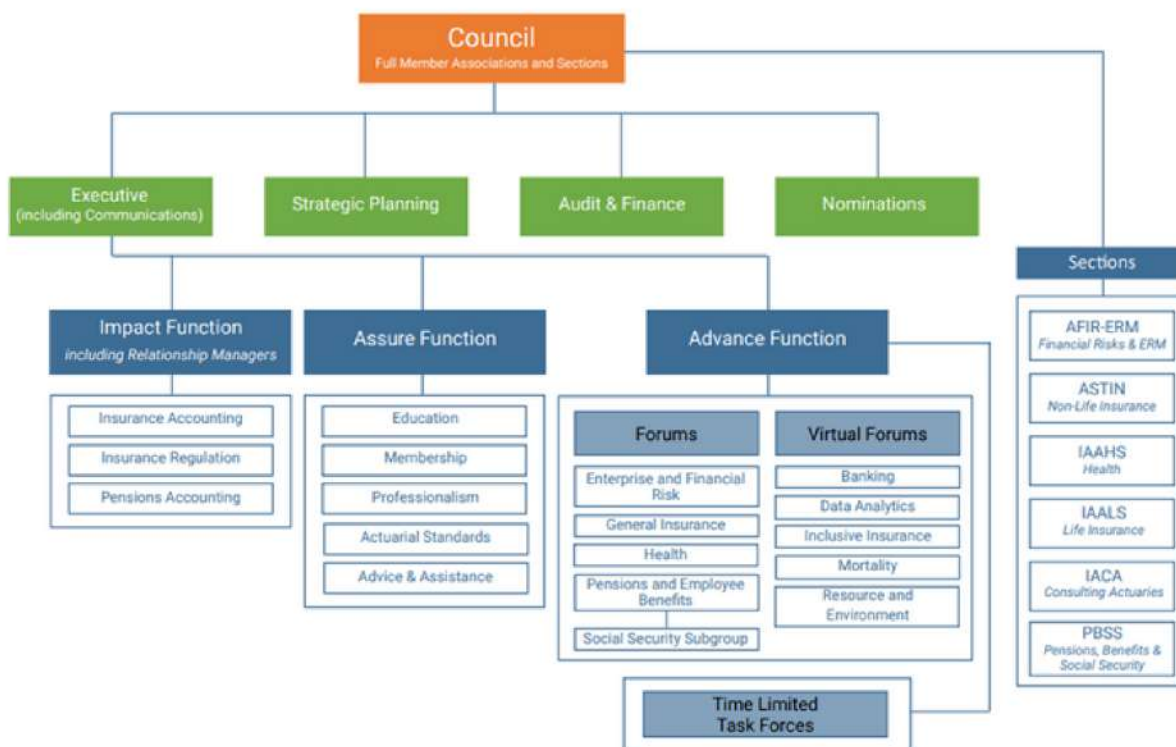 Council
Full Member Associations and Sections
Executive
(including Communications)
Strategic Planning
Audit & Finance
Nominations
Sections
Impact Function
including Relationship Managers
Assure Function
Advance Function
Insurance Accounting
Insurance Regulation
Pensions Accounting
Education
Membership
Professionalism
Actuarial Standards
Advice & Assistance
Forums
Enterprise and Financial
Risk
General Insurance
Health
Pensions and Employee
Benefits
Social Security Subgroup
Virtual Forums
Banking
Data Analytics
Inclusive Insurance
Mortality
Resource and
Environment
Time Limited
Task Forces
AFIR-ERM
Financial Risks & ERM
ASTIN
Non-Life Insurance
IAAHS
Health
IAALS
Life Insurance
IACA
Consulting Actuaries
PBSS
Pensions, Benefits &
Social Security